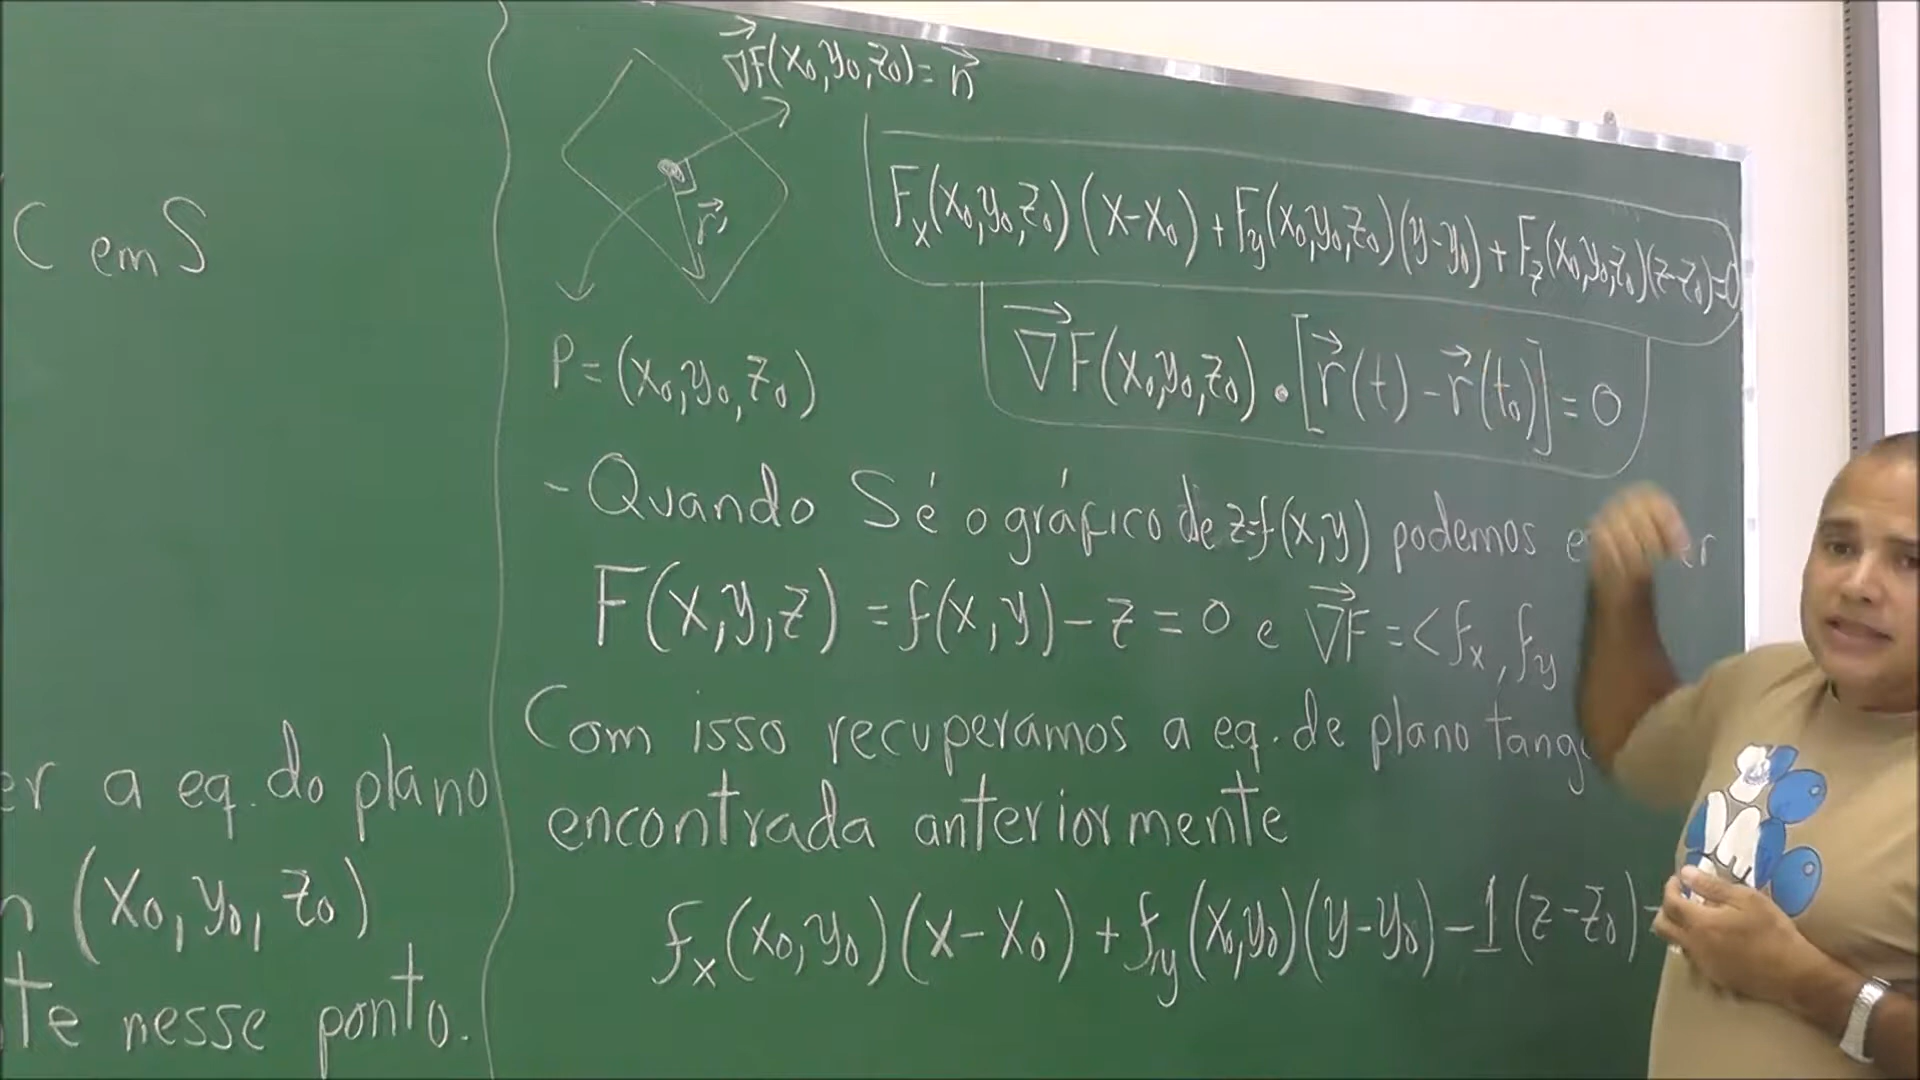 C em S
er a eq. do plano
(x₀, y₀, z₀)
te nesse ponto.
∇⃗F(x₀,y₀,z₀) = n⃗
r⃗
P = (x₀, y₀, z₀)
Fx(x₀,y₀,z₀)(x-x₀) + Fy(x₀,y₀,z₀)(y-y₀) + Fz(x₀,y₀,z₀)(z-z₀)=0
∇⃗F(x₀,y₀,z₀) • [r⃗(t) - r⃗(t₀)] = 0
- Quando S é o gráfico de z=f(x,y) podemos
F(x,y,z) = f(x,y) - z = 0 e ∇⃗F = <fx, fy
Com isso recuperamos a eq. de plano tang
encontrada anteriormente
fx(x₀,y₀)(x-x₀) + fy(x₀,y₀)(y-y₀) - 1(z-z₀)